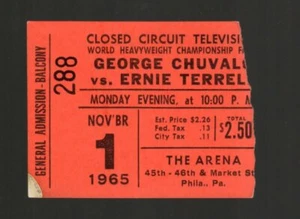 GENERAL ADMISSION-BALCONY
288
CLOSED CIRCUIT TELEVISI
WORLD HEAVYWEIGHT CHAMPIONSHIP F
GEORGE CHUVAL
vs. ERNIE TERREL
MONDAY EVENING, at 10:00 P.
NOV'BR
1
1965
Est. Price $2.26
Fed. Tax .13
City Tax .11
TOTAL
$2.50
THE ARENA
45th - 46th & Market St
Phila., Pa.